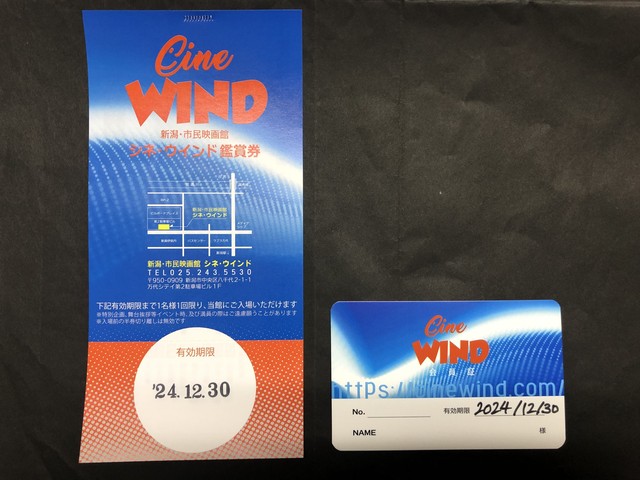 Cine
WIND
新潟・市民映画館
シネ・ウインド鑑賞券
新潟・市民映画館
シネ・ウインド
新潟・市民映画館 シネ・ウインド
TEL025.243.5530
〒950-0909 新潟市中央区八千代2-1-1
万代シテイ第2駐車場ビル1F
下記有効期限まで1名様1回限り、当館にご入場いただけます
※特別企画、舞台挨拶等イベント時、及び満員の際はご遠慮願うことがあります
※入場前の半券切り離しは無効です
有効期限
'24.12.30
Cine
WIND
会員証
https://cinewind.com/
No. 有効期限 2024/12/30
NAME 様